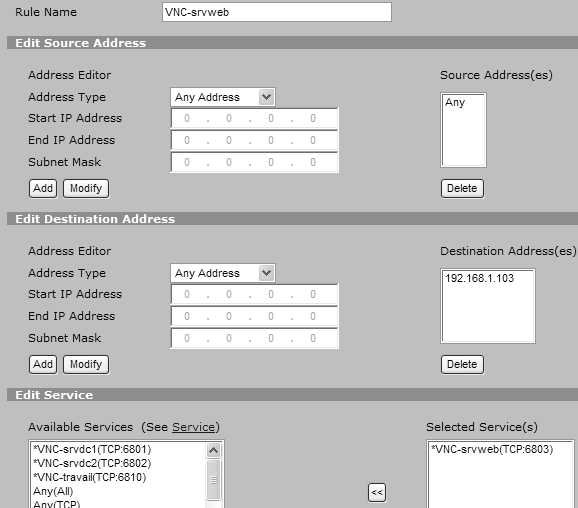 Rule Name VNC-srvweb
Edit Source Address
Address Editor Source Address(es)
Address Type Any Address Any
Start IP Address 0 . 0 . 0 . 0
End IP Address 0 . 0 . 0 . 0
Subnet Mask 0 . 0 . 0 . 0
Add Modify Delete
Edit Destination Address
Address Editor Destination Address(es)
Address Type Any Address 192.168.1.103
Start IP Address 0 . 0 . 0 . 0
End IP Address 0 . 0 . 0 . 0
Subnet Mask 0 . 0 . 0 . 0
Add Modify Delete
Edit Service
Available Services (See Service) Selected Service(s)
*VNC-srvdc1(TCP:6801) *VNC-srvweb(TCP:6803)
*VNC-srvdc2(TCP:6802)
*VNC-travail(TCP:6810)
Any(All) <<
Any(TCP)